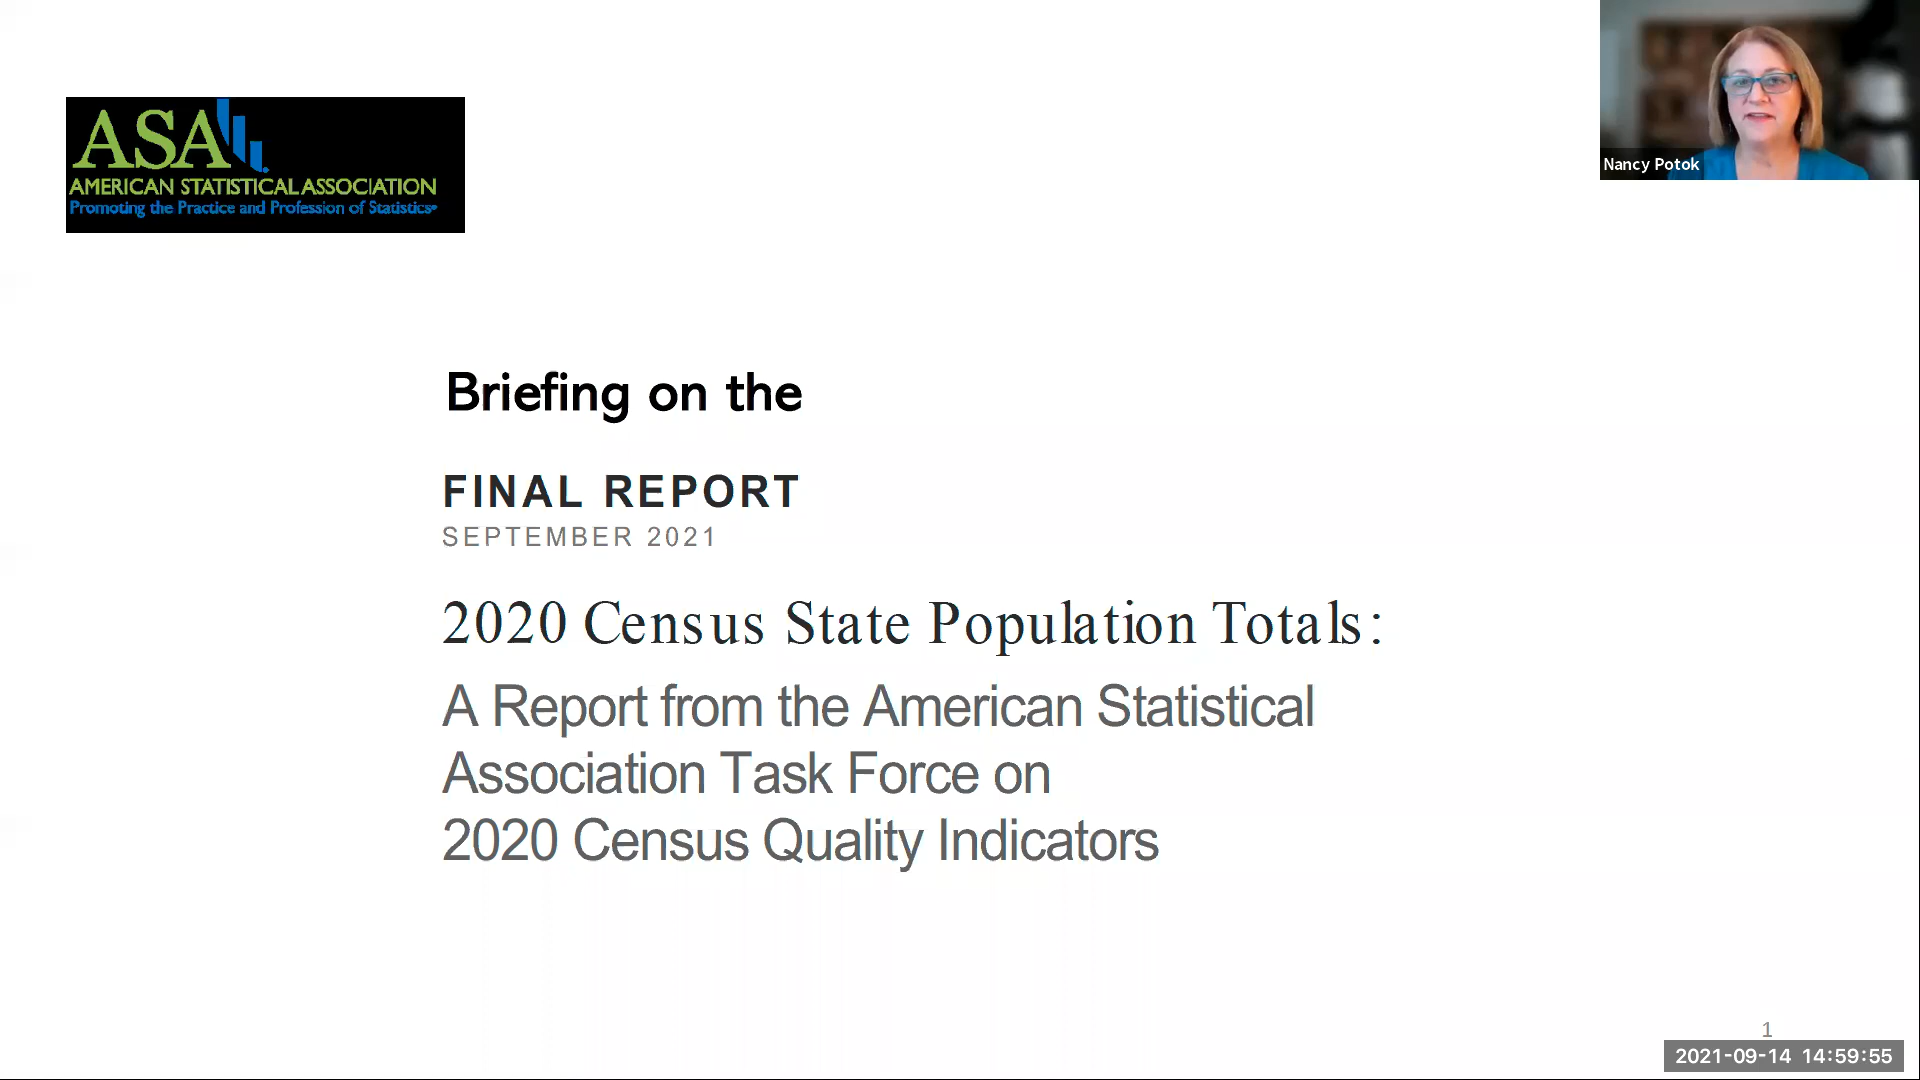 ASA
AMERICAN STATISTICAL ASSOCIATION
Promoting the Practice and Profession of Statistics®
Nancy Potok
Briefing on the
FINAL REPORT
SEPTEMBER 2021
2020 Census State Population Totals:
A Report from the American Statistical
Association Task Force on
2020 Census Quality Indicators
1
2021-09-14 14:59:55